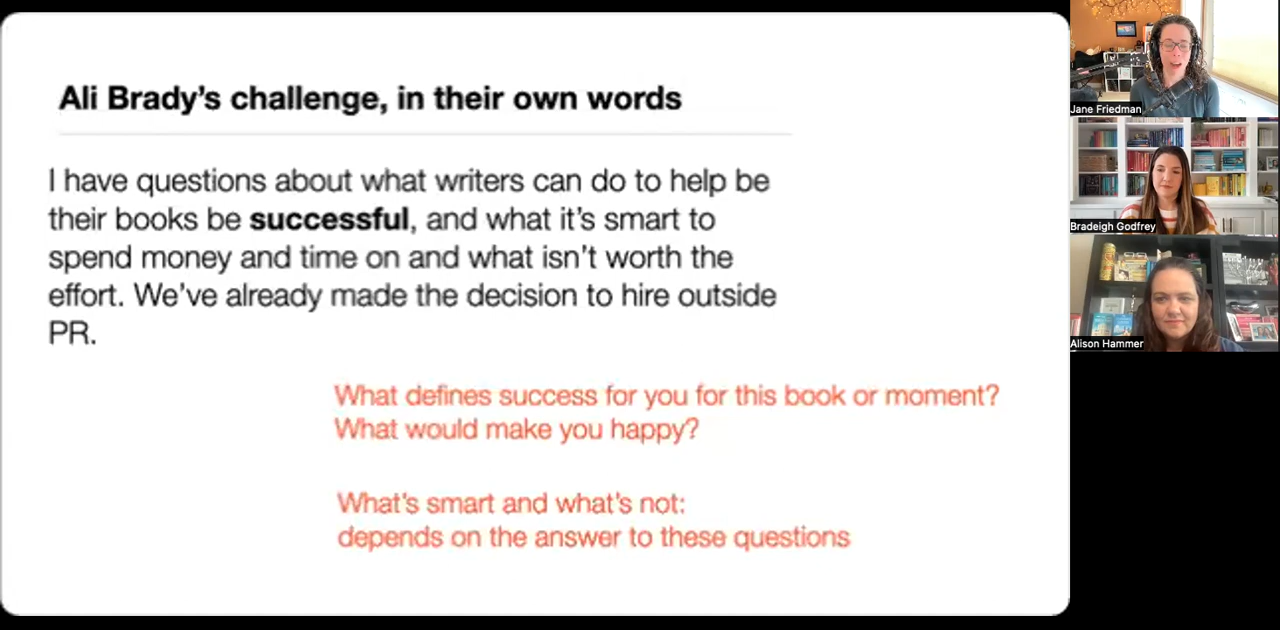 Ali Brady's challenge, in their own words
I have questions about what writers can do to help be
their books be successful, and what it's smart to
spend money and time on and what isn't worth the
effort. We've already made the decision to hire outside
PR.
What defines success for you for this book or moment?
What would make you happy?
What's smart and what's not:
depends on the answer to these questions
Jane Friedman
Bradeigh Godfrey
Alison Hammer